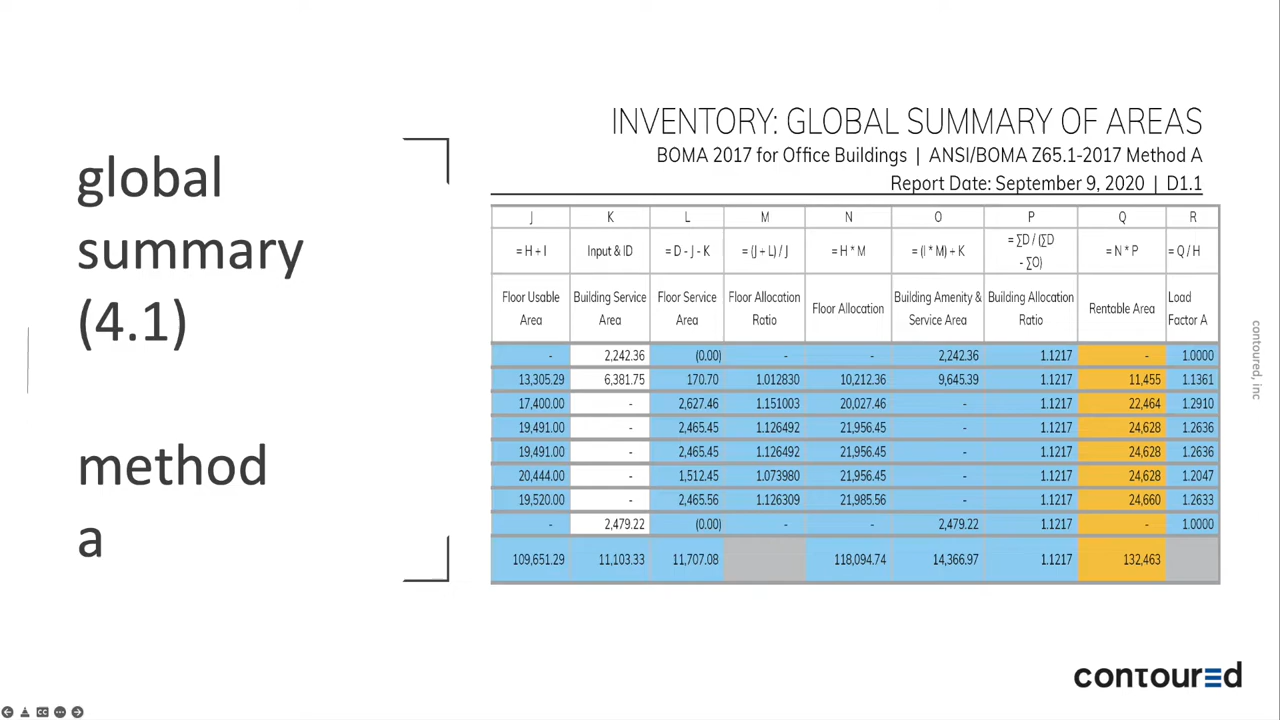 global
summary
(4.1)
method
a
INVENTORY: GLOBAL SUMMARY OF AREAS
BOMA 2017 for Office Buildings | ANSI/BOMA Z65.1-2017 Method A
Report Date: September 9, 2020 | D1.1
J K L M N O P Q R
= H + I Input & ID = D - J - K = (J + L) / J = H * M = (I * M) + K = ∑D / (∑D - ∑O) = N * P = Q / H
Floor Usable Area Building Service Area Floor Service Area Floor Allocation Ratio Floor Allocation Building Amenity & Service Area Building Allocation Ratio Rentable Area Load Factor A
- 2,242.36 (0.00) - - 2,242.36 1.1217 - 1.0000
13,305.29 6,381.75 170.70 1.012830 10,212.36 9,645.39 1.1217 11,455 1.1361
17,400.00 - 2,627.46 1.151003 20,027.46 - 1.1217 22,464 1.2910
19,491.00 - 2,465.45 1.126492 21,956.45 - 1.1217 24,628 1.2636
19,491.00 - 2,465.45 1.126492 21,956.45 - 1.1217 24,628 1.2636
20,444.00 - 1,512.45 1.073980 21,956.45 - 1.1217 24,628 1.2047
19,520.00 - 2,465.56 1.126309 21,985.56 - 1.1217 24,660 1.2633
- 2,479.22 (0.00) - - 2,479.22 1.1217 - 1.0000
109,651.29 11,103.33 11,707.08 118,094.74 14,366.97 1.1217 132,463
contoured, inc
contoured
CC